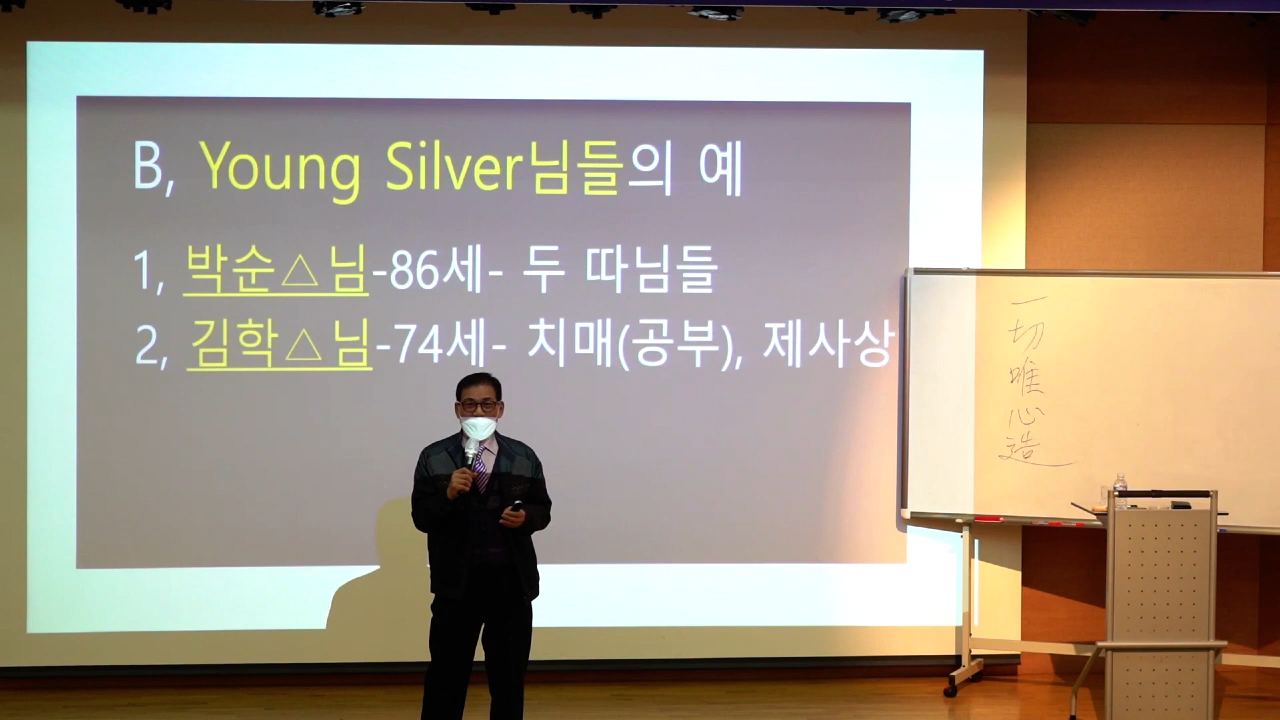 B, Young Silver님들의 예
1, 박순△님-86세- 두 따님들
2, 김학△님-74세- 치매(공부), 제사상
一切唯心造